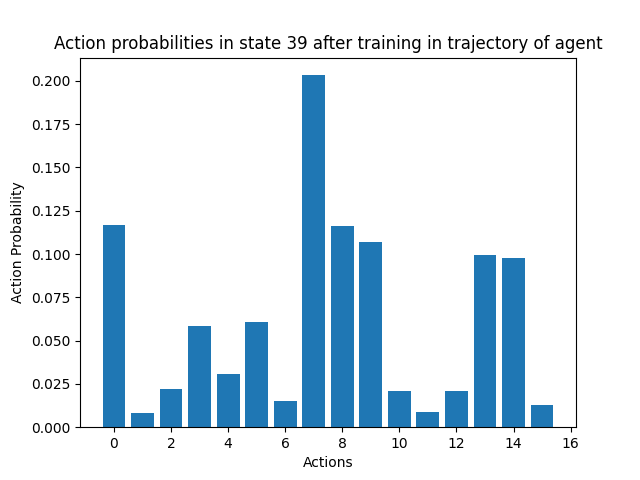 Action probabilities in state 39 after training in trajectory of agent
0.200
0.175
0.150
0.125
0.100
0.075
0.050
0.025
0.000
Action Probability
0 2 4 6 8 10 12 14 16
Actions